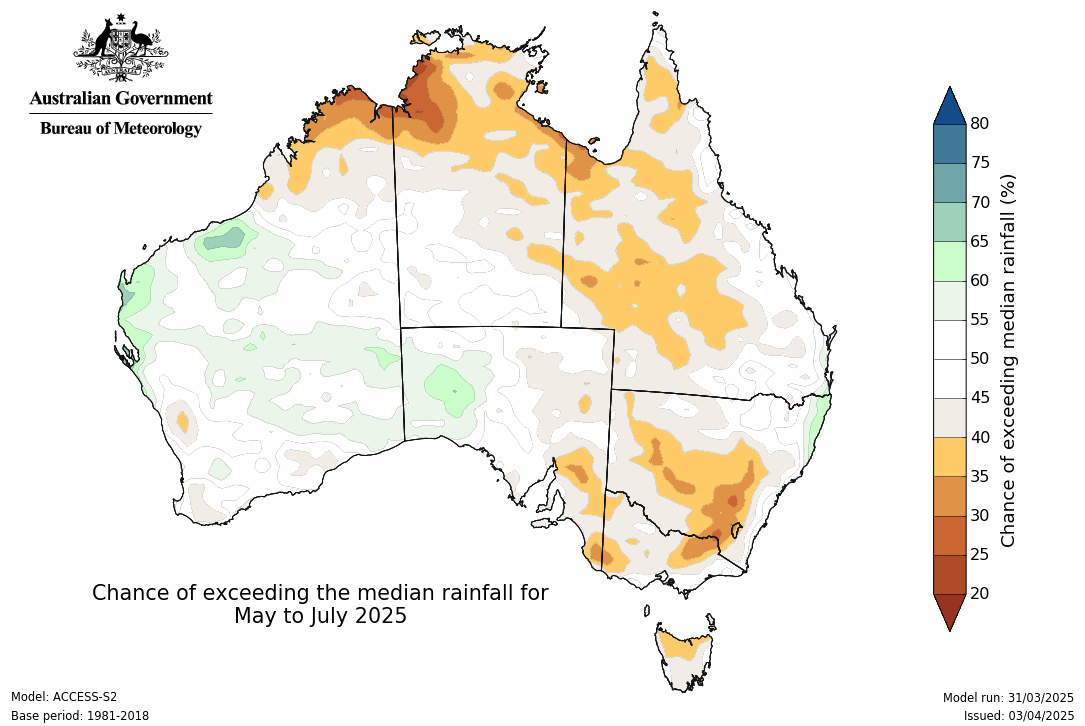 Australian Government
Bureau of Meteorology
Chance of exceeding the median rainfall for
May to July 2025
80
75
70
65
60
55
50
45
40
35
30
25
20
Chance of exceeding median rainfall (%)
Model: ACCESS-S2
Base period: 1981-2018
Model run: 31/03/2025
Issued: 03/04/2025